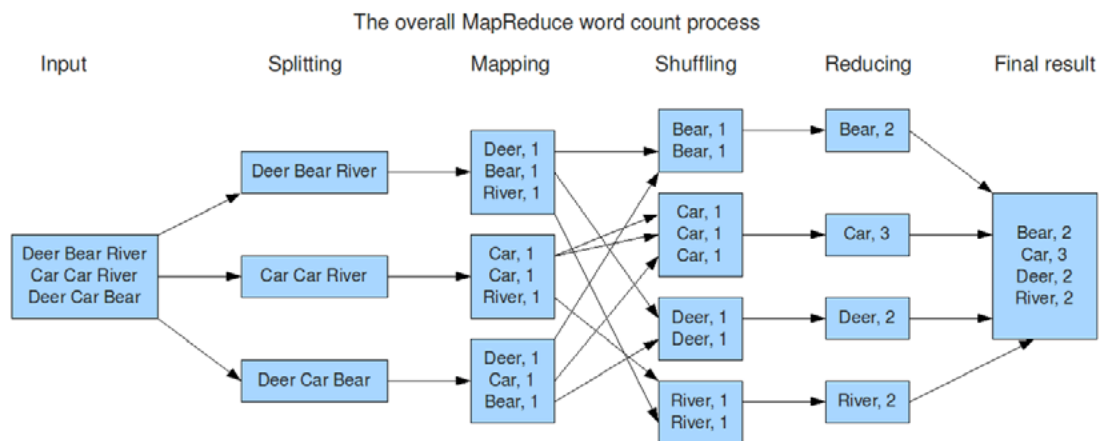 The overall MapReduce word count process
Input
Splitting
Mapping
Shuffling
Reducing
Final result
Deer Bear River
Car Car River
Deer Car Bear
Deer Bear River
Car Car River
Deer Car Bear
Deer, 1
Bear, 1
River, 1
Car, 1
Car, 1
River, 1
Deer, 1
Car, 1
Bear, 1
Bear, 1
Bear, 1
Car, 1
Car, 1
Car, 1
Deer, 1
Deer, 1
River, 1
River, 1
Bear, 2
Car, 3
Deer, 2
River, 2
Bear, 2
Car, 3
Deer, 2
River, 2